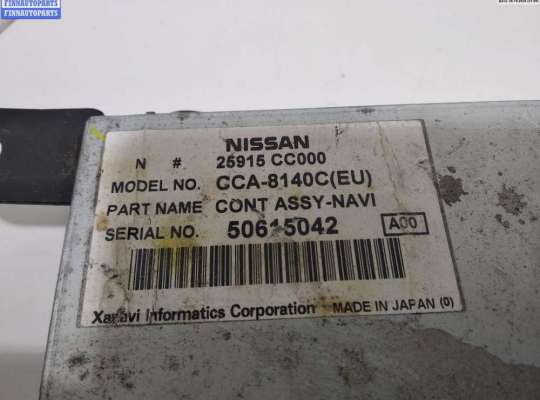 FINNAUTOPARTS
FINNAUTOPARTS
NISSAN
N #. 25915 CC000
MODEL NO. CCA-8140C(EU)
PART NAME CONT ASSY-NAVI
SERIAL NO. 50615042 A00
Xanavi Informatics Corporation MADE IN JAPAN (0)